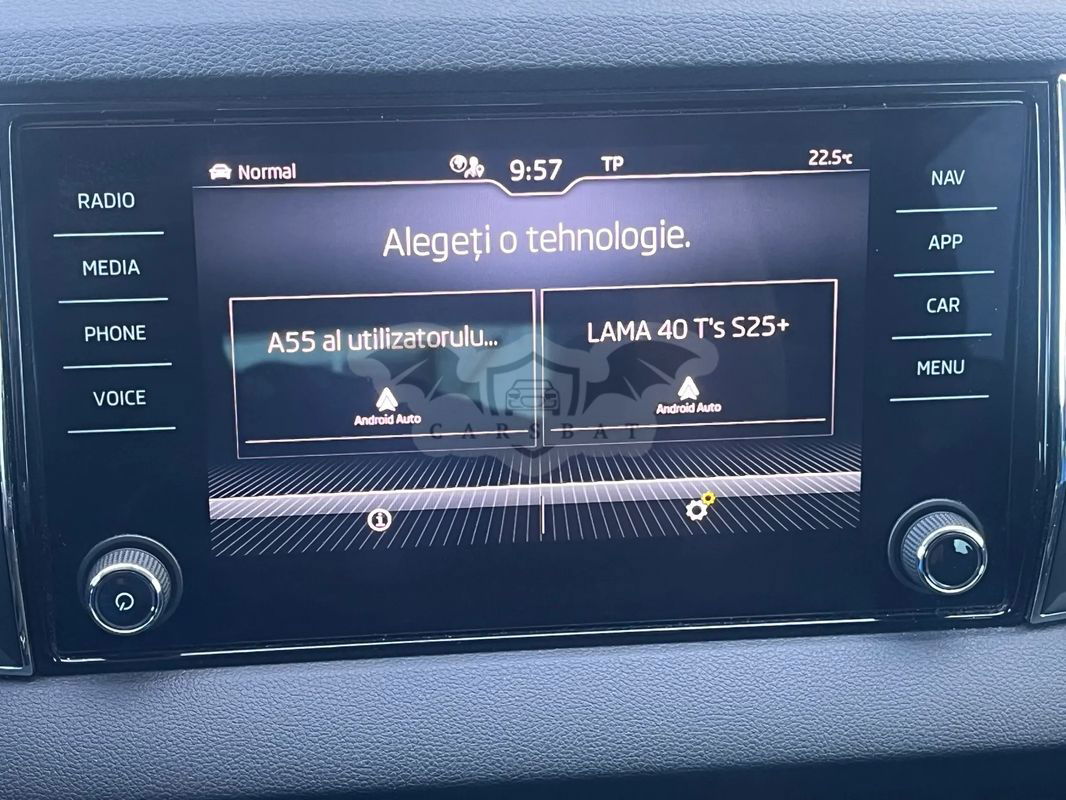 Normal
9:57
TP
22.5°C
RADIO
MEDIA
PHONE
VOICE
NAV
APP
CAR
MENU
Alegeți o tehnologie.
A55 al utilizatorulu...
Android Auto
LAMA 40 T's S25+
Android Auto
CARSBAT